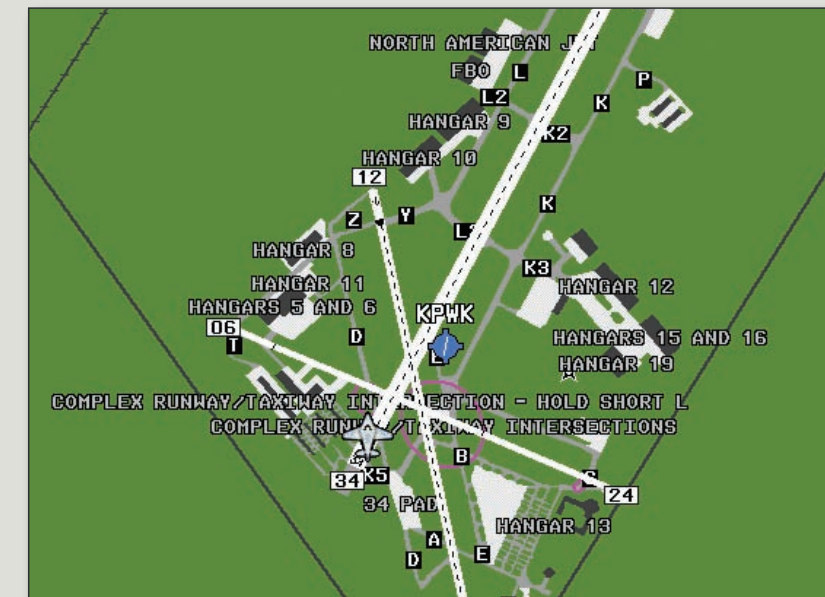 NORTH AMERICAN JET
FBO
L
P
L2
K
HANGAR 9
K2
HANGAR 10
12
K
Z
Y
HANGAR 8
K3
HANGAR 11
HANGAR 12
HANGARS 5 AND 6
KPWK
06
D
HANGARS 15 AND 16
T
HANGAR 19
COMPLEX RUNWAY/TAXIWAY INTERSECTION - HOLD SHORT L
COMPLEX RUNWAY/TAXIWAY INTERSECTIONS
B
34
K5
S
24
34 PAD
HANGAR 13
A
E
D